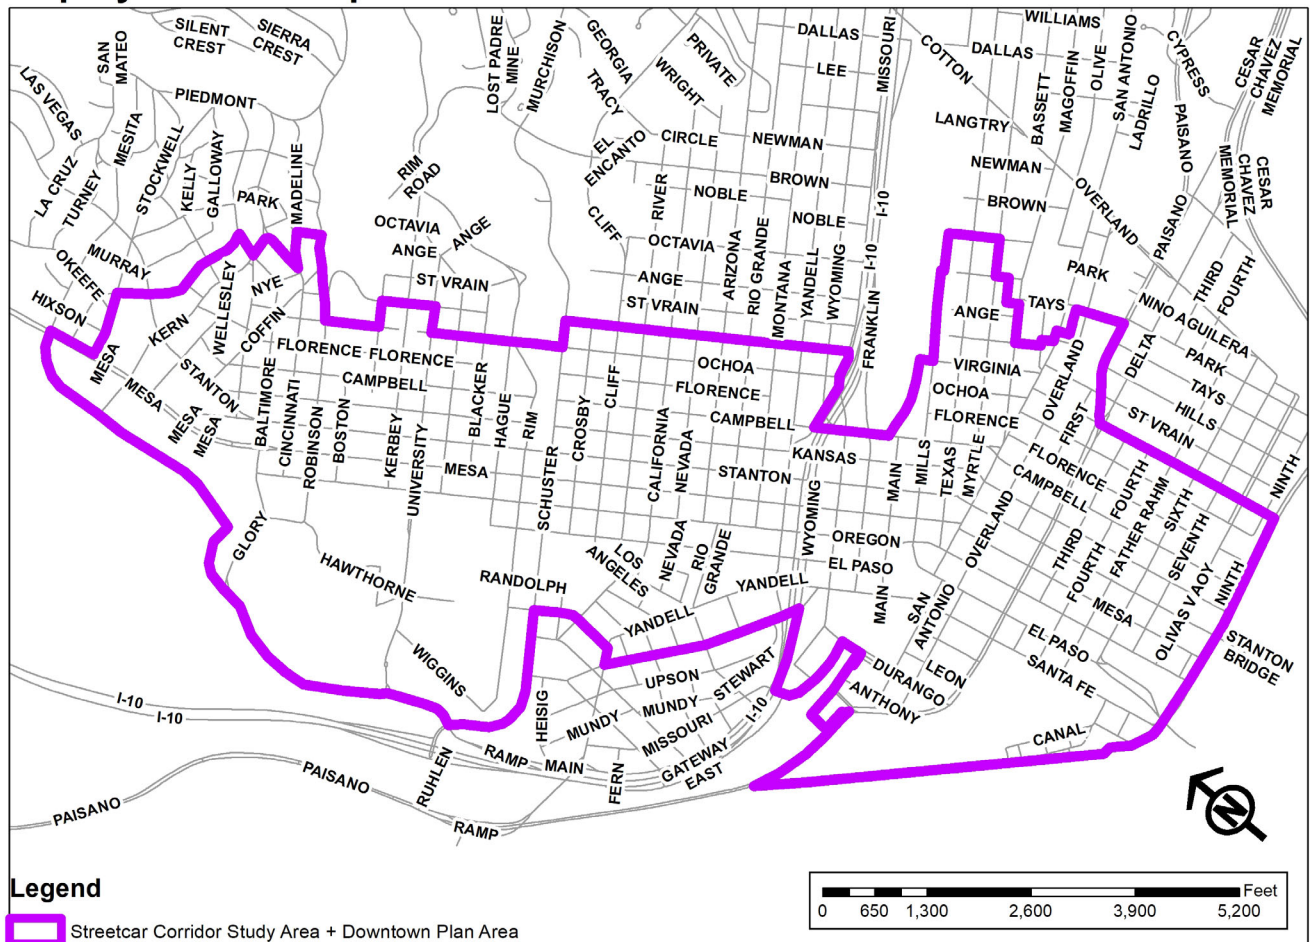 SILENT
CREST
SIERRA
CREST
SAN
MATEO
LAS VEGAS
PIEDMONT
MESITA
LA CRUZ
TURNEY
STOCKWELL
KELLY
GALLOWAY
PARK
MADELINE
RIM
ROAD
LOST PADRE
MINE
MURCHISON
GEORGIA
TRACY
PRIVATE
WRIGHT
EL
ENCANTO
CIRCLE
NEWMAN
BROWN
NOBLE
NOBLE
RIVER
CLIFF
OCTAVIA
ANGE
ST VRAIN
ARIZONA
RIO GRANDE
MONTANA
YANDELL
WYOMING
DALLAS
LEE
MISSOURI
I-10
FRANKLIN
I-10
COTTON
WILLIAMS
DALLAS
LANGTRY
NEWMAN
BROWN
BASSETT
MAGOFFIN
OLIVE
SAN ANTONIO
LADRILLO
CYPRESS
PAISANO
CESAR
CHAVEZ
MEMORIAL
CESAR
CHAVEZ
MEMORIAL
OVERLAND
PAISANO
PARK
THIRD
FOURTH
NINO AGUILERA
TAYS
ANGE
VIRGINIA
OCHOA
FLORENCE
OVERLAND
FIRST
DELTA
PARK
TAYS
HILLS
ST VRAIN
NINTH
OCTAVIA
ANGE
ANGE
ST VRAIN
MURRAY
OKEEFE
HIXSON
KERN
WELLESLEY
NYE
COFFIN
MESA
MESA
STANTON
MESA
MESA
BALTIMORE
CINCINNATI
ROBINSON
BOSTON
FLORENCE
FLORENCE
CAMPBELL
KERBEY
UNIVERSITY
BLACKER
HAGUE
RIM
MESA
SCHUSTER
CROSBY
CLIFF
CALIFORNIA
NEVADA
OCHOA
FLORENCE
CAMPBELL
KANSAS
STANTON
WYOMING
MAIN
MILLS
TEXAS
MYRTLE
OREGON
EL PASO
OVERLAND
FLORENCE
CAMPBELL
FOURTH
FATHER RAHM
SIXTH
SEVENTH
THIRD
FOURTH
MESA
OLIVAS V AOY
NINTH
STANTON
BRIDGE
GLORY
HAWTHORNE
RANDOLPH
LOS
ANGELES
NEVADA
RIO
GRANDE
YANDELL
YANDELL
MAIN
SAN
ANTONIO
EL PASO
SANTA FE
LEON
DURANGO
ANTHONY
CANAL
WIGGINS
HEISIG
UPSON
STEWART
MUNDY
MUNDY
MISSOURI
I-10
GATEWAY
EAST
I-10
I-10
RAMP
MAIN
FERN
RUHLEN
PAISANO
PAISANO
RAMP
N
Legend
Streetcar Corridor Study Area + Downtown Plan Area
Feet
0 650 1,300 2,600 3,900 5,200